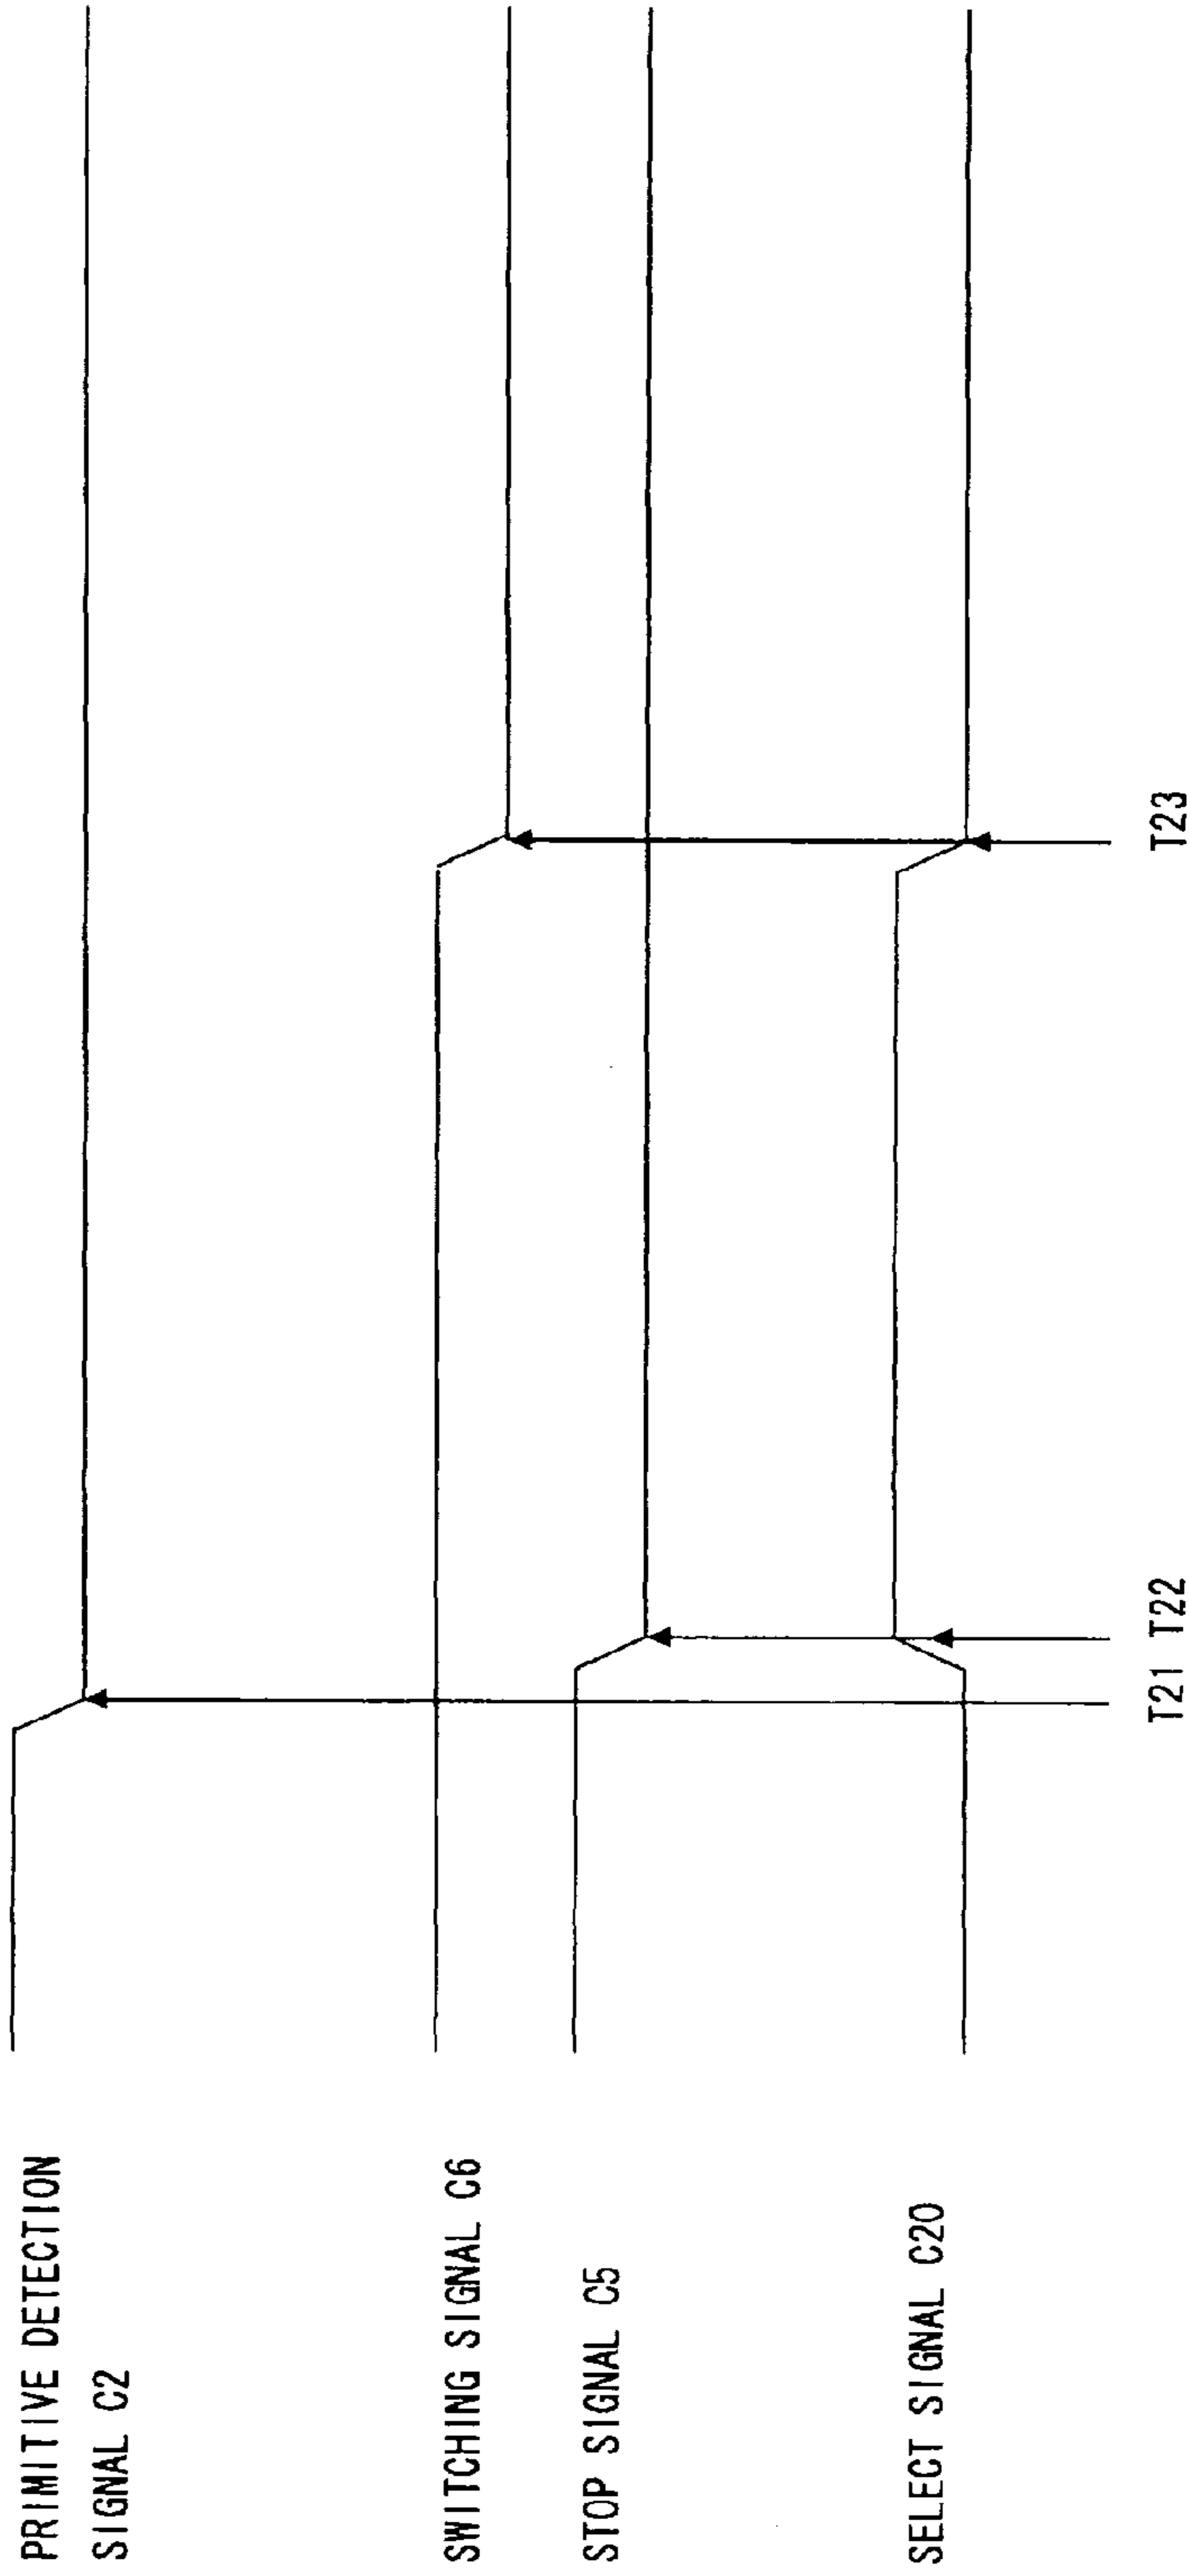 PRIMITIVE DETECTION
SIGNAL C2
SWITCHING SIGNAL C6
STOP SIGNAL C5
SELECT SIGNAL C20
T21 T22
T23